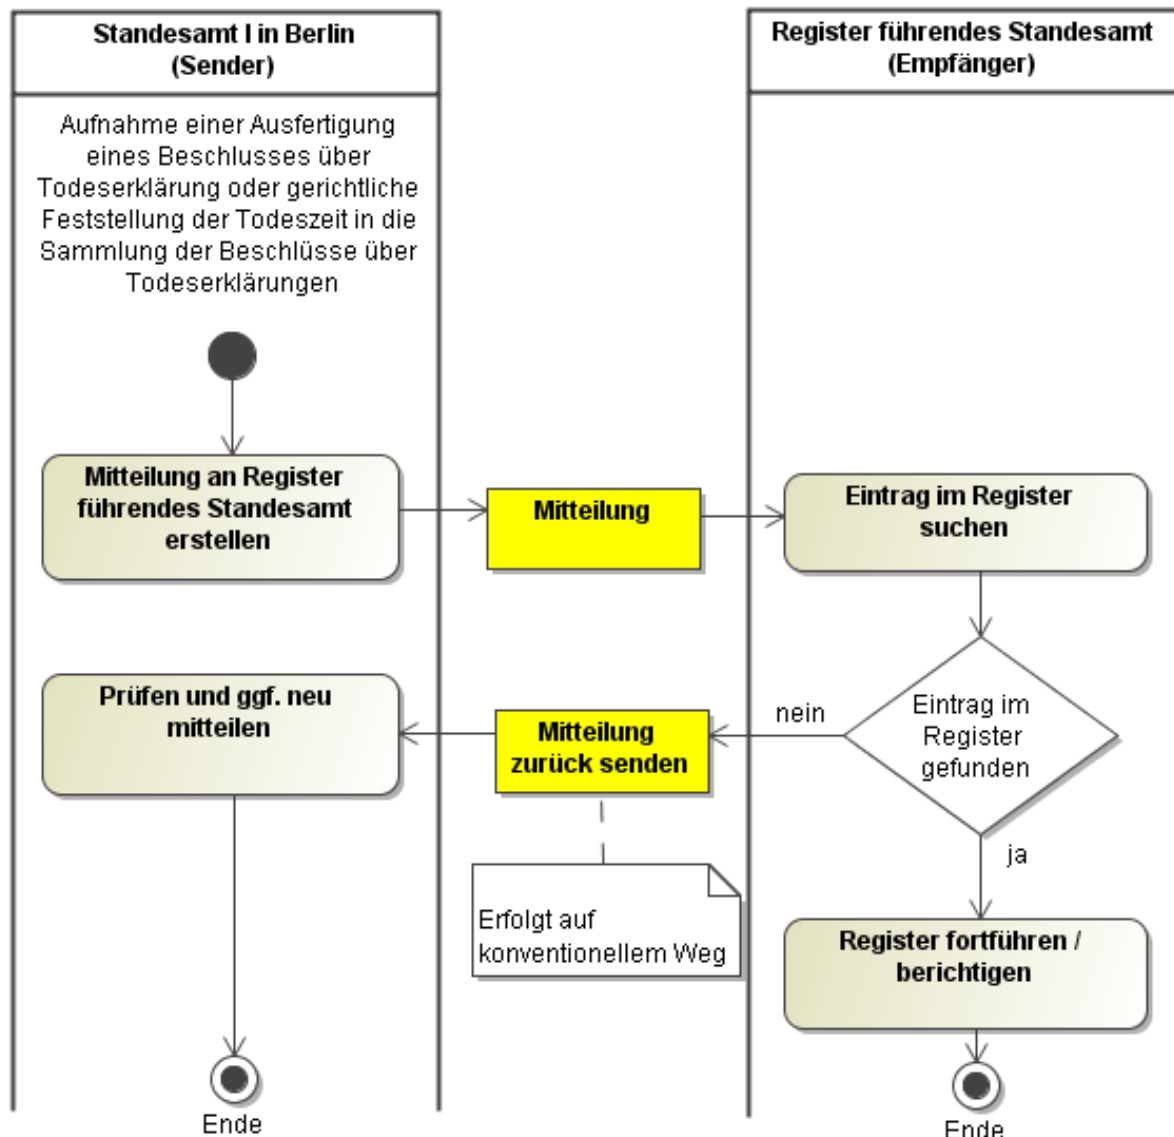 Standesamt I in Berlin
(Sender)
Register führendes Standesamt
(Empfänger)
Aufnahme einer Ausfertigung
eines Beschlusses über
Todeserklärung oder gerichtliche
Feststellung der Todeszeit in die
Sammlung der Beschlüsse über
Todeserklärungen
Mitteilung an Register
führendes Standesamt
erstellen
Mitteilung
Eintrag im Register
suchen
Eintrag im
Register
gefunden
nein
Mitteilung
zurück senden
Prüfen und ggf. neu
mitteilen
Erfolgt auf
konventionellem Weg
ja
Register fortführen /
berichtigen
Ende
Ende